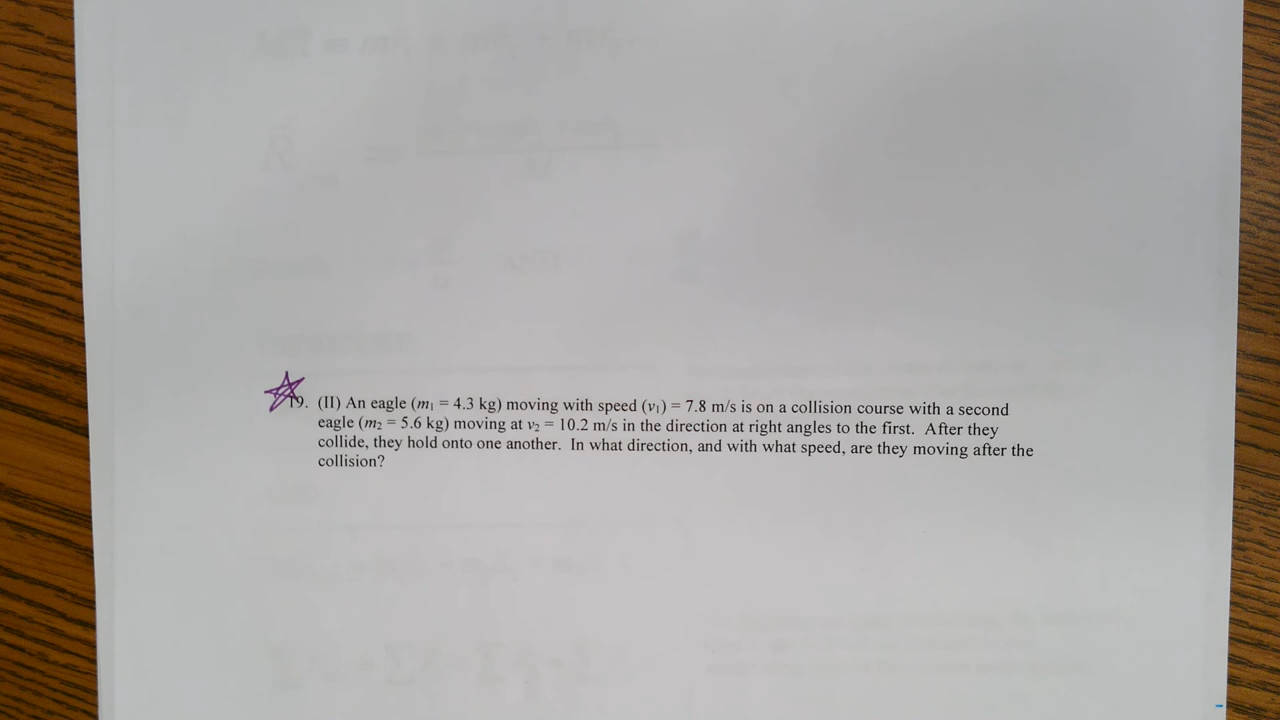 19. (II) An eagle (m₁ = 4.3 kg) moving with speed (v₁) = 7.8 m/s is on a collision course with a second
eagle (m₂ = 5.6 kg) moving at v₂ = 10.2 m/s in the direction at right angles to the first. After they
collide, they hold onto one another. In what direction, and with what speed, are they moving after the
collision?